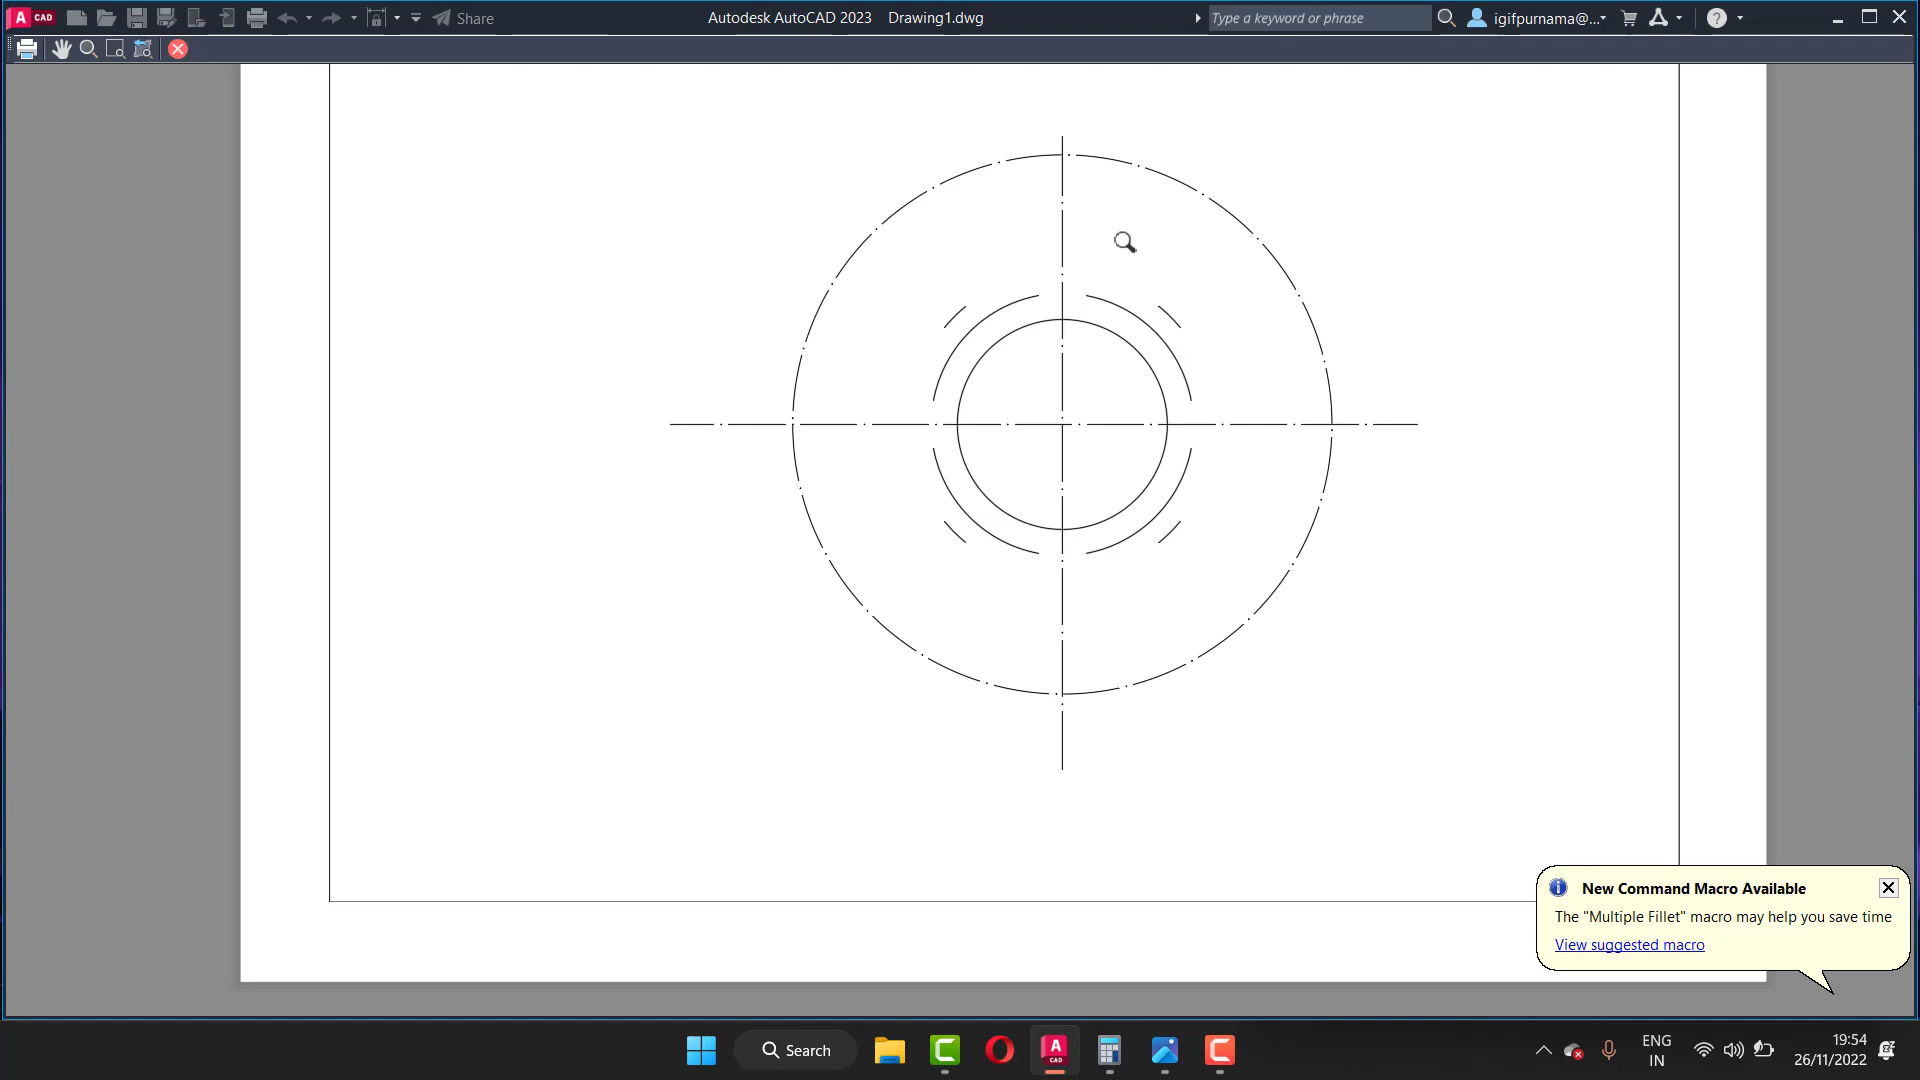 A CAD
Share
Autodesk AutoCAD 2023 Drawing1.dwg
Type a keyword or phrase
igifpurnama@...
?
New Command Macro Available
The "Multiple Fillet" macro may help you save time
View suggested macro
Search
A
CAD
ENG
IN
19:54
26/11/2022